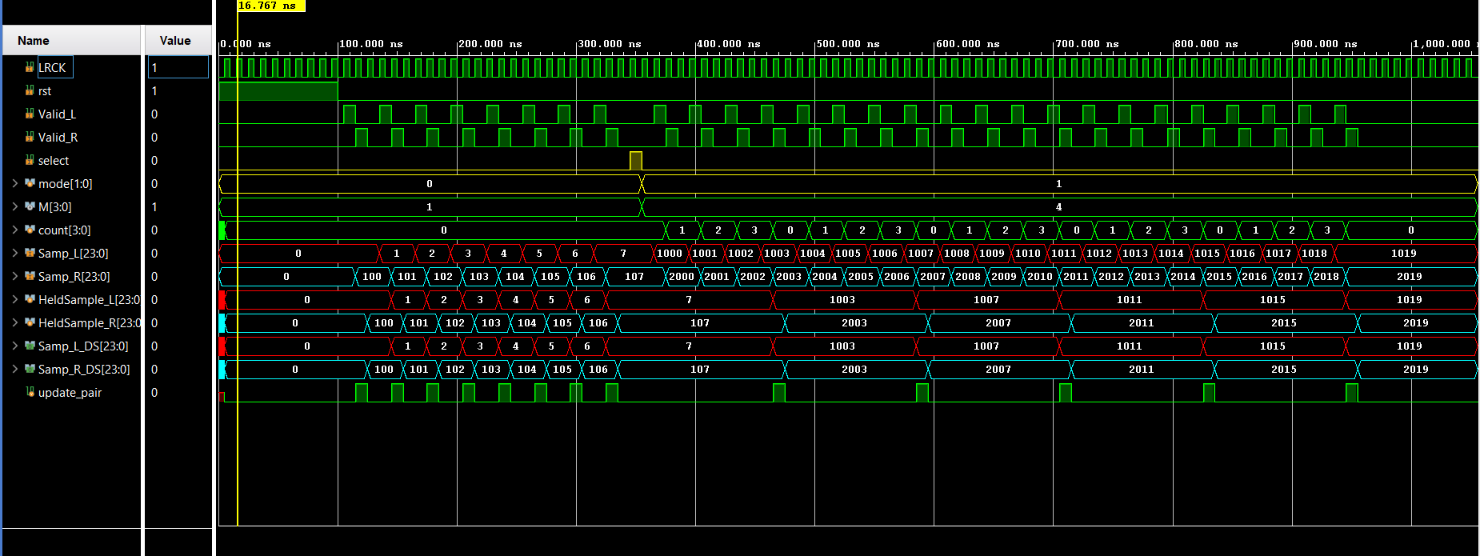 16.767 ns
Name Value 0.000 ns 100.000 ns 200.000 ns 300.000 ns 400.000 ns 500.000 ns 600.000 ns 700.000 ns 800.000 ns 900.000 ns 1,000.000 ns
LRCK 1
rst 1
Valid_L 0
Valid_R 0
select 0
mode[1:0] 0 0 1
M[3:0] 1 1 4
count[3:0] 0 0 1 2 3 0 1 2 3 0 1 2 3 0 1 2 3 0 1 2 3 0
Samp_L[23:0] 0 0 1 2 3 4 5 6 7 1000 1001 1002 1003 1004 1005 1006 1007 1008 1009 1010 1011 1012 1013 1014 1015 1016 1017 1018 1019
Samp_R[23:0] 0 0 100 101 102 103 104 105 106 107 2000 2001 2002 2003 2004 2005 2006 2007 2008 2009 2010 2011 2012 2013 2014 2015 2016 2017 2018 2019
HeldSample_L[23:0 0 0 1 2 3 4 5 6 7 1003 1007 1011 1015 1019
HeldSample_R[23:0 0 0 100 101 102 103 104 105 106 107 2003 2007 2011 2015 2019
Samp_L_DS[23:0] 0 0 1 2 3 4 5 6 7 1003 1007 1011 1015 1019
Samp_R_DS[23:0] 0 0 100 101 102 103 104 105 106 107 2003 2007 2011 2015 2019
update_pair 0